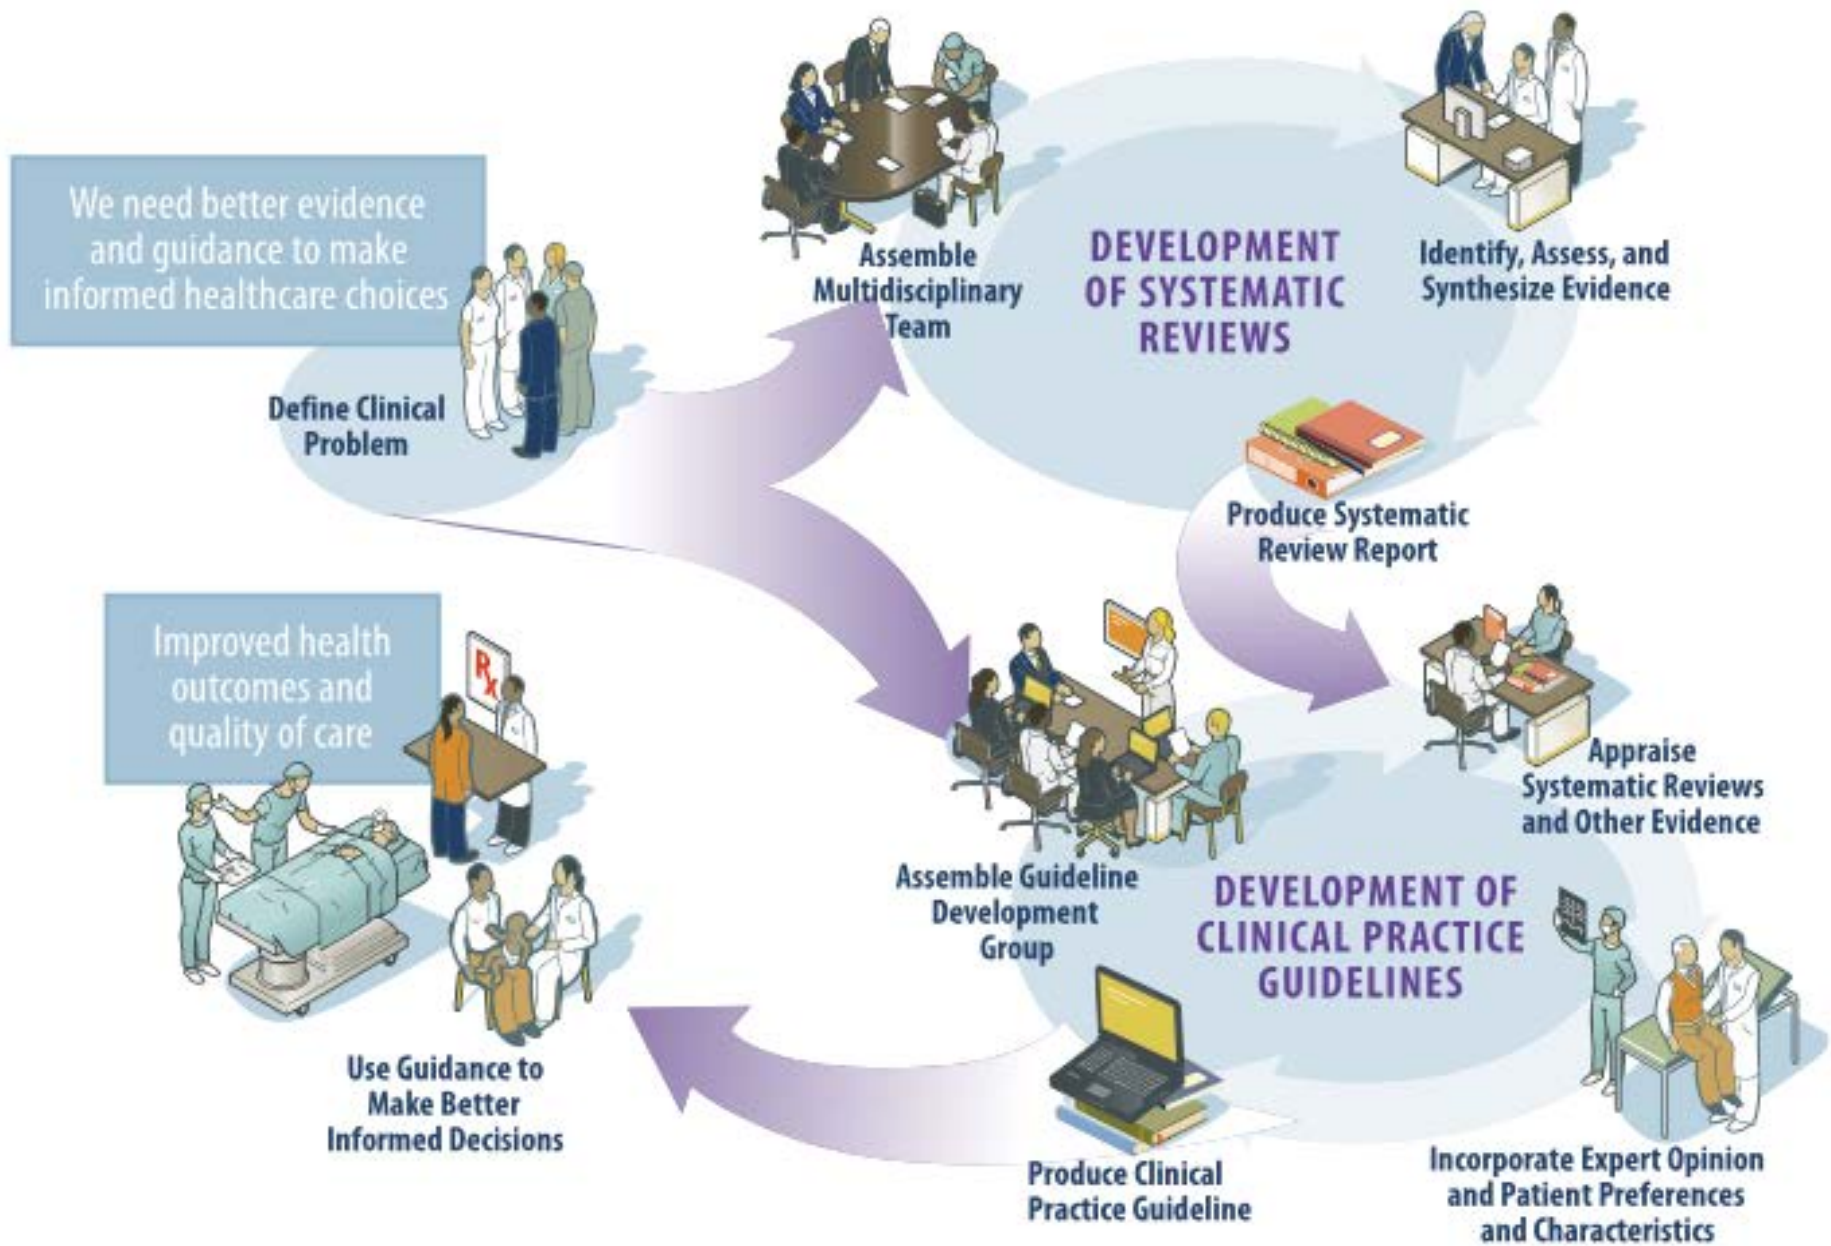 We need better evidence
and guidance to make
informed healthcare choices
Define Clinical
Problem
Assemble
Multidisciplinary
Team
DEVELOPMENT
OF SYSTEMATIC
REVIEWS
Identify, Assess, and
Synthesize Evidence
Produce Systematic
Review Report
Assemble Guideline
Development
Group
Appraise
Systematic Reviews
and Other Evidence
DEVELOPMENT OF
CLINICAL PRACTICE
GUIDELINES
Incorporate Expert Opinion
and Patient Preferences
and Characteristics
Produce Clinical
Practice Guideline
Improved health
outcomes and
quality of care
Rx
Use Guidance to
Make Better
Informed Decisions